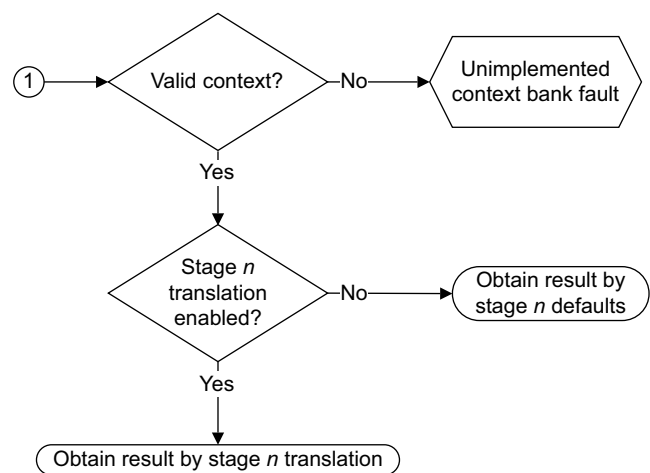 1
Valid context?
No
Unimplemented
context bank fault
Yes
Stage n
translation
enabled?
No
Obtain result by
stage n defaults
Yes
Obtain result by stage n translation